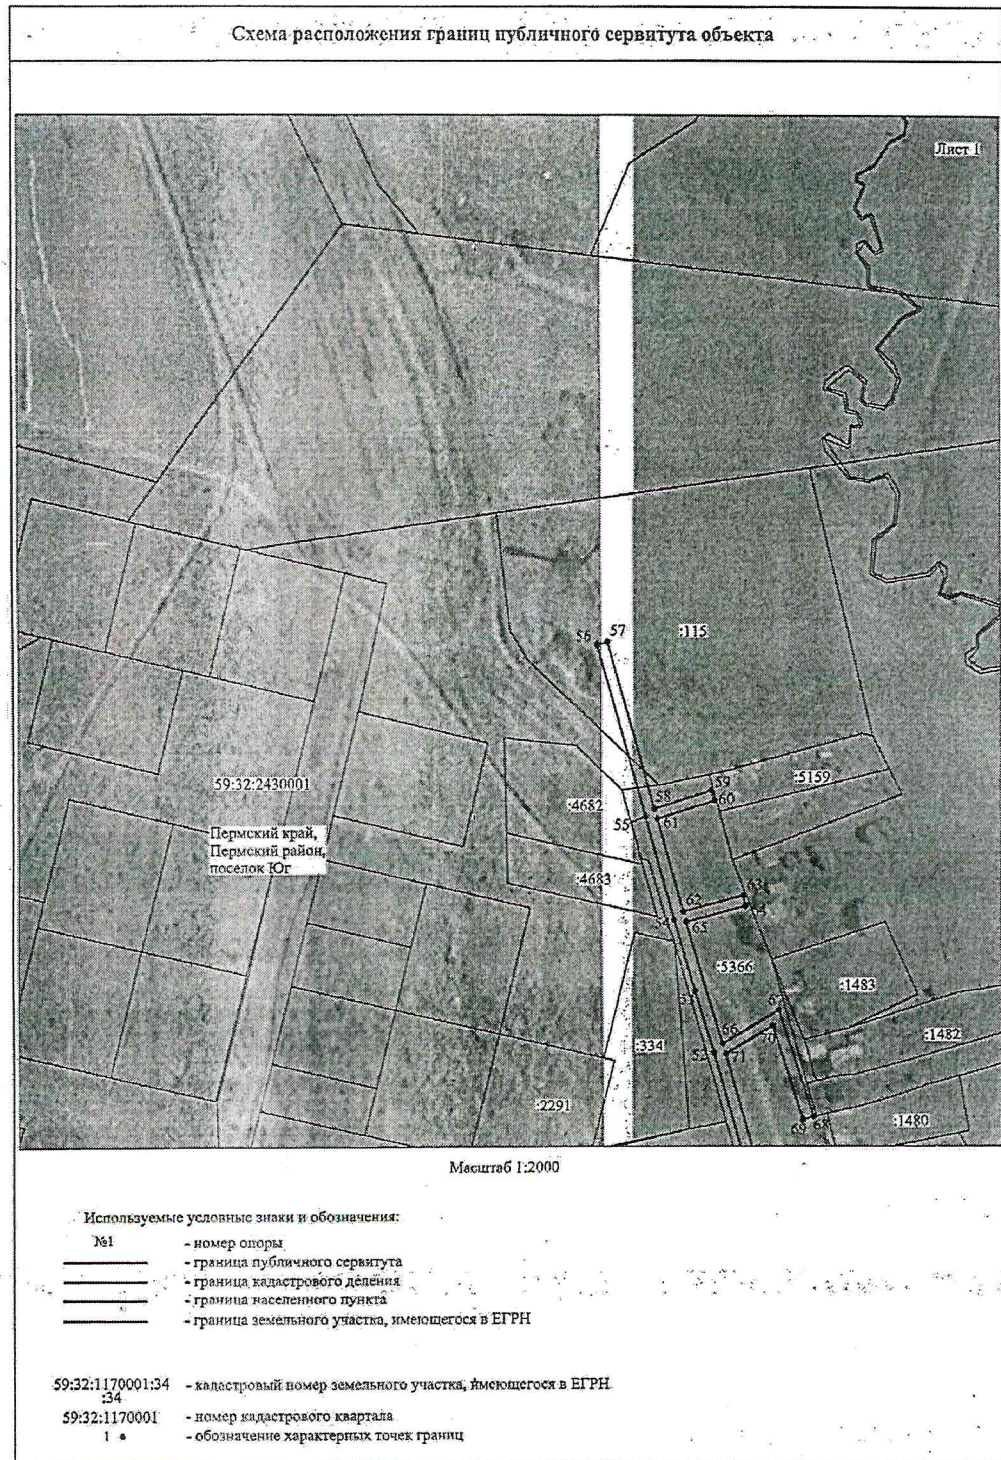 Схема расположения границ публичного сервитута объекта
Лист 1
56
57
:115
59
:5159
60
58
59:32:2430001
:4682
55
61
Пермский край,
Пермский район,
поселок Юг
:4683
63
62
54
64
65
:5366
:1483
66
70
:1482
:334
52
71
:2291
69
68
:1480
Масштаб 1:2000
Используемые условные знаки и обозначения:
№1 - номер опоры
- граница публичного сервитута
- граница кадастрового деления
- граница населенного пункта
- граница земельного участка, имеющегося в ЕГРН
59:32:1170001:34 - кадастровый номер земельного участка, имеющегося в ЕГРН
:34
59:32:1170001 - номер кадастрового квартала
1 - обозначение характерных точек границ